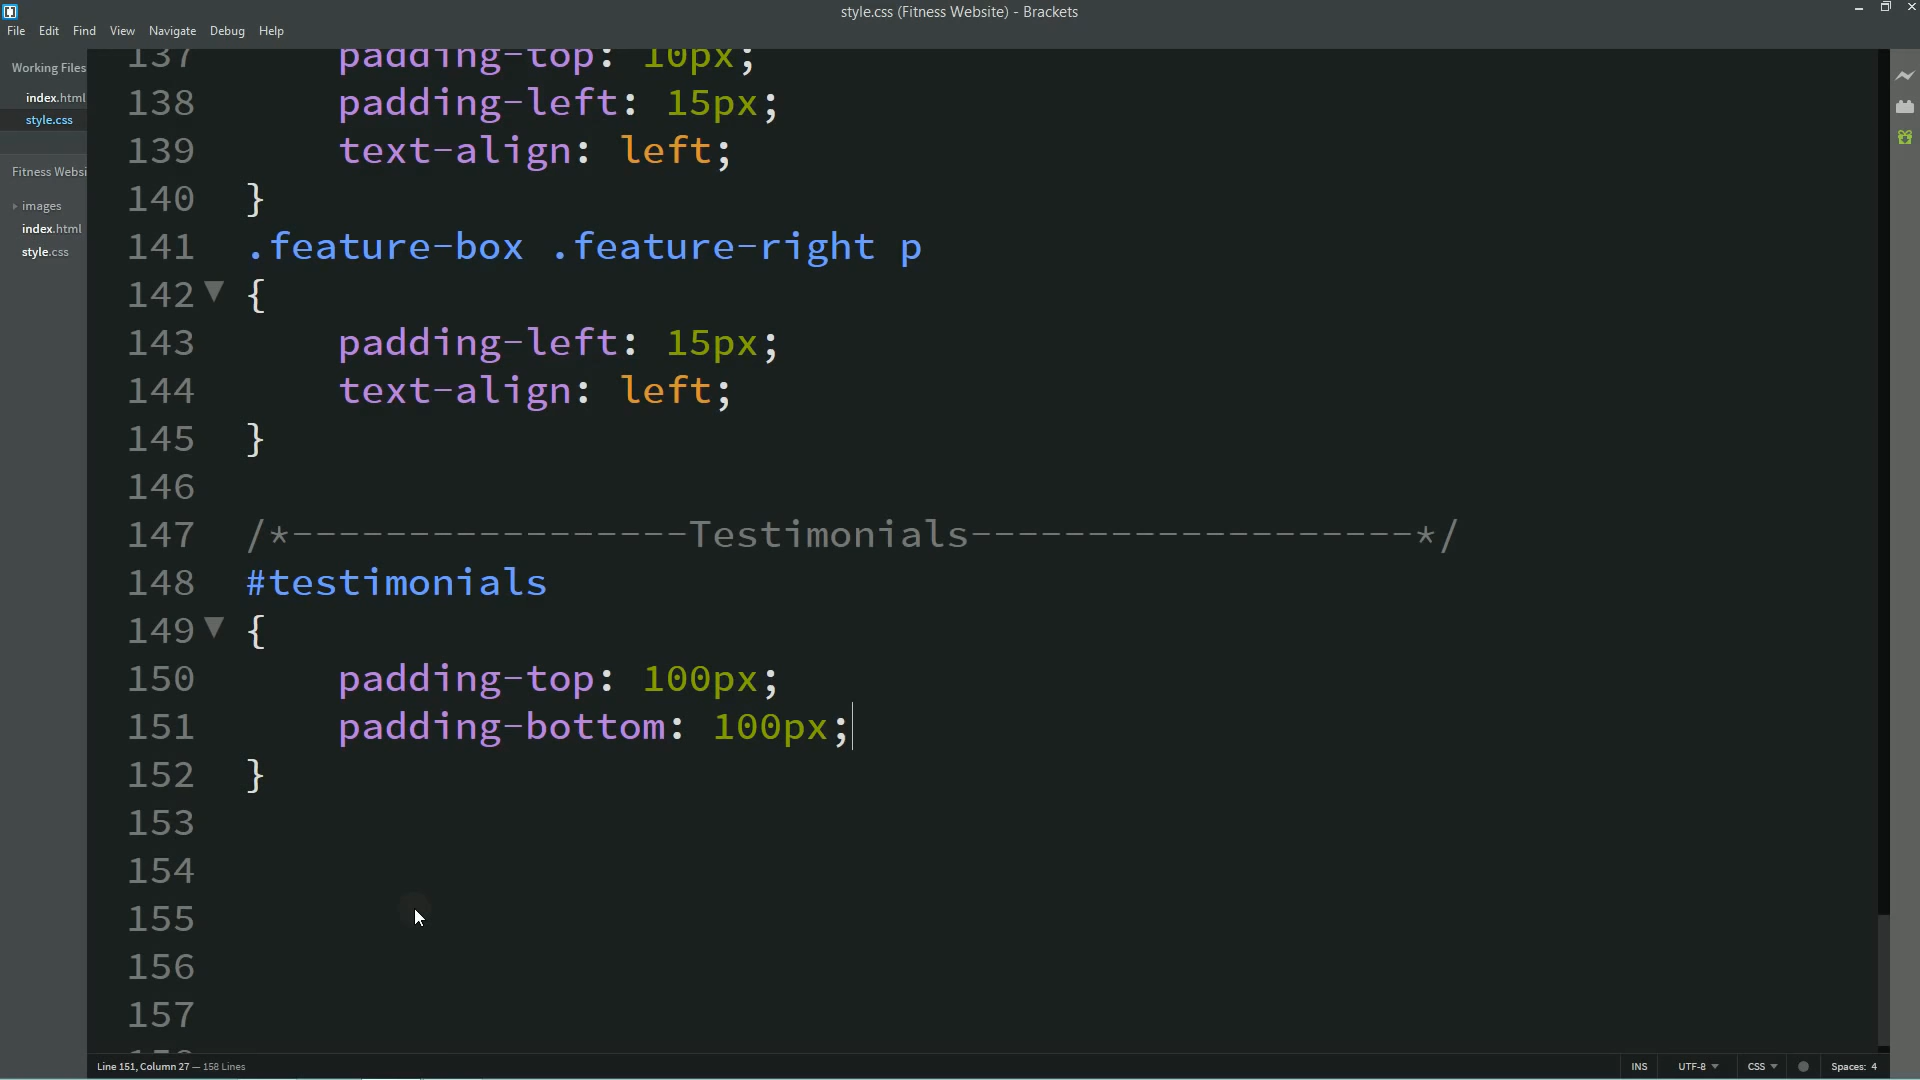 style.css (Fitness Website) - Brackets
File Edit Find View Navigate Debug Help
Working Files
index.html
style.css
Fitness Websi
images
index.html
style.css
137 padding-top: 10px;
138 padding-left: 15px;
139 text-align: left;
140 }
141 .feature-box .feature-right p
142 {
143 padding-left: 15px;
144 text-align: left;
145 }
146
147 /*-----------------Testimonials-------------------*/
148 #testimonials
149 {
150 padding-top: 100px;
151 padding-bottom: 100px;
152 }
153
154
155
156
157
Line 151, Column 27 — 158 Lines
INS UTF-8 CSS Spaces: 4